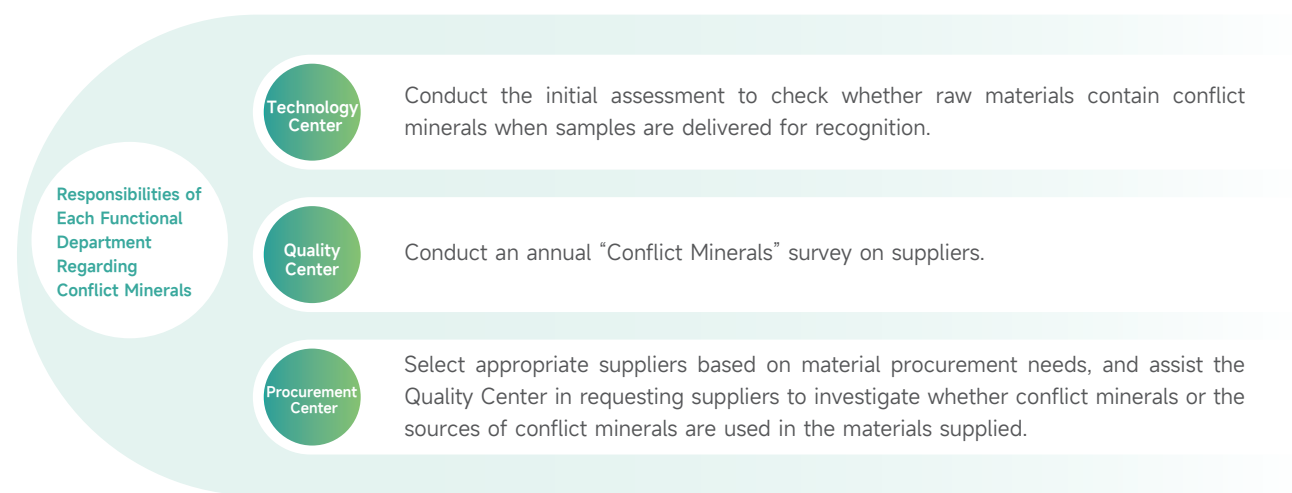 Responsibilities of
Each Functional
Department
Regarding
Conflict Minerals
Technology
Center
Conduct the initial assessment to check whether raw materials contain conflict
minerals when samples are delivered for recognition.
Quality
Center
Conduct an annual “Conflict Minerals” survey on suppliers.
Procurement
Center
Select appropriate suppliers based on material procurement needs, and assist the
Quality Center in requesting suppliers to investigate whether conflict minerals or the
sources of conflict minerals are used in the materials supplied.